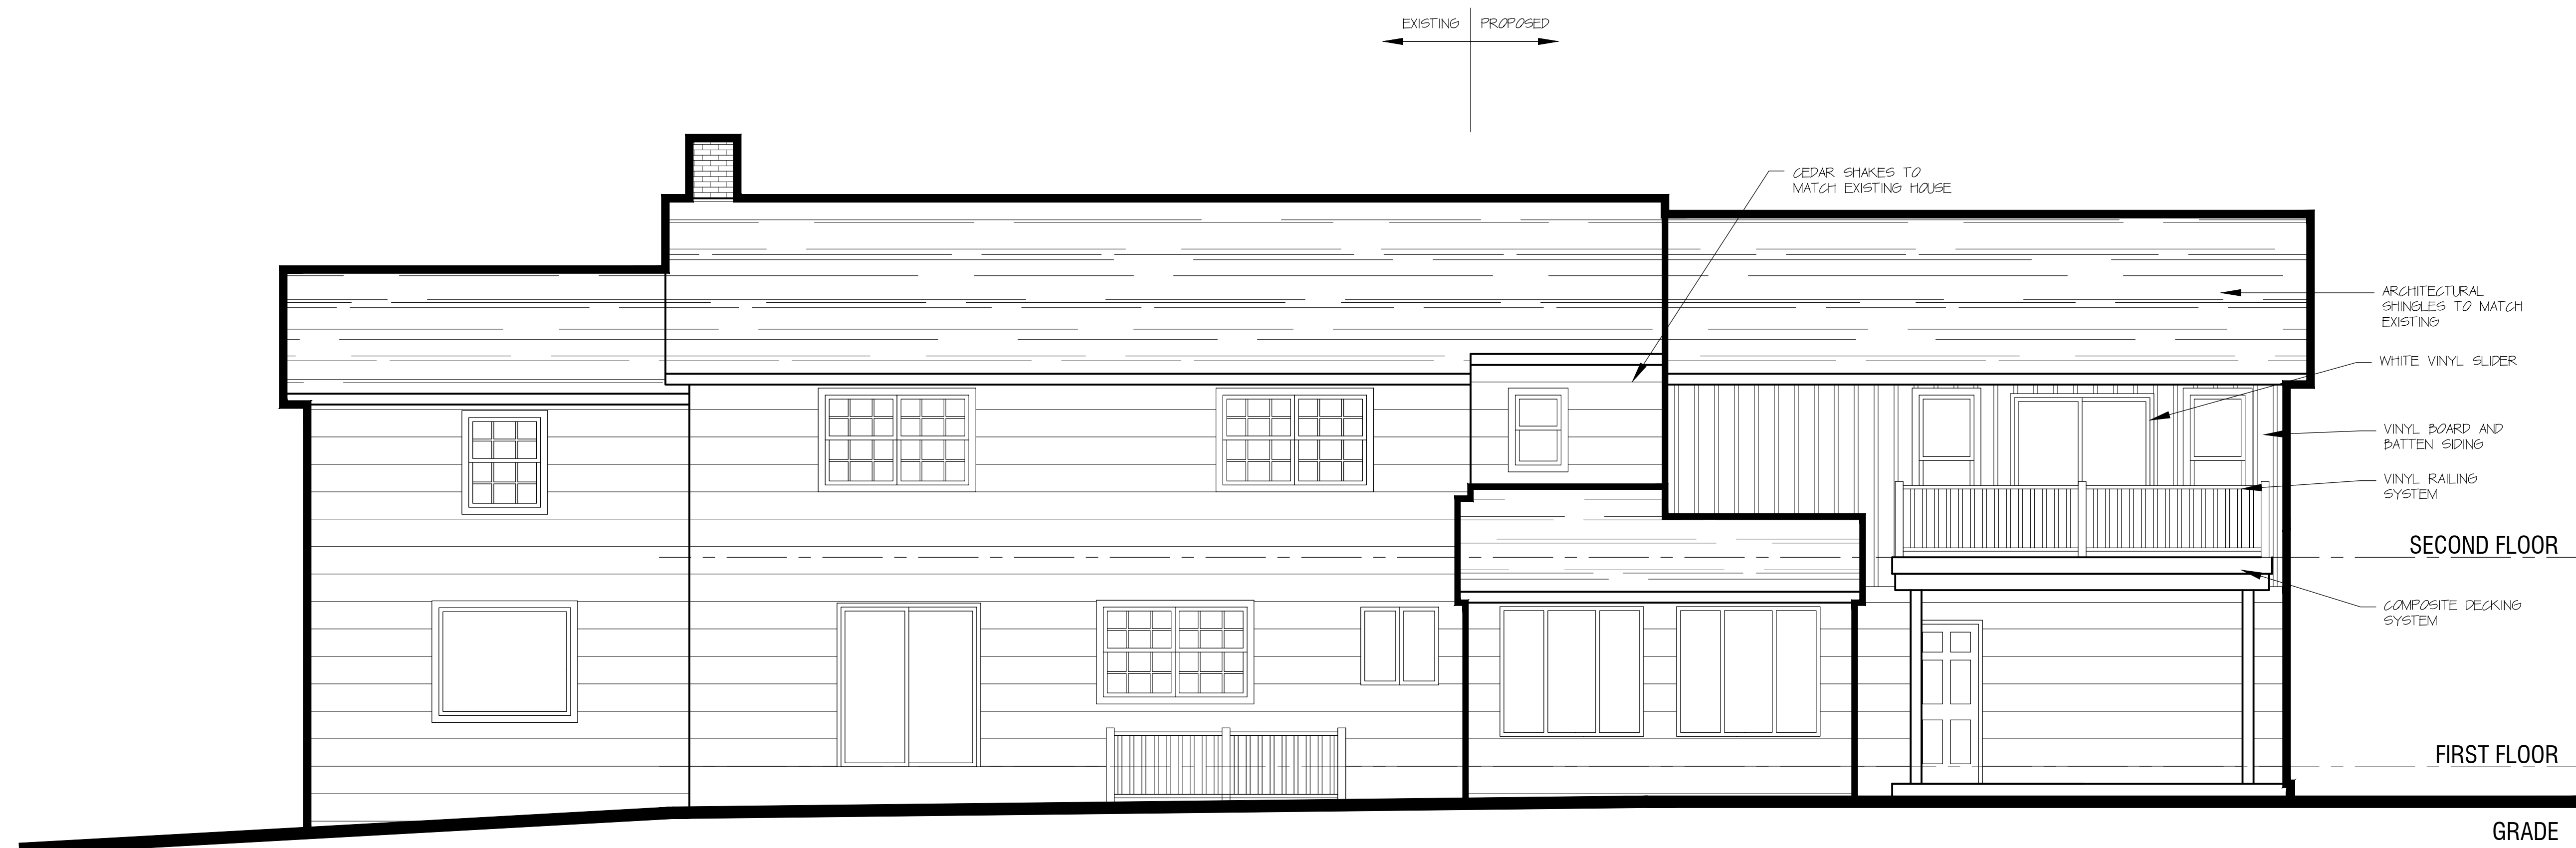 EXISTING PROPOSED
CEDAR SHAKES TO
MATCH EXISTING HOUSE
ARCHITECTURAL
SHINGLES TO MATCH
EXISTING
WHITE VINYL SLIDER
VINYL BOARD AND
BATTEN SIDING
VINYL RAILING
SYSTEM
SECOND FLOOR
COMPOSITE DECKING
SYSTEM
FIRST FLOOR
GRADE